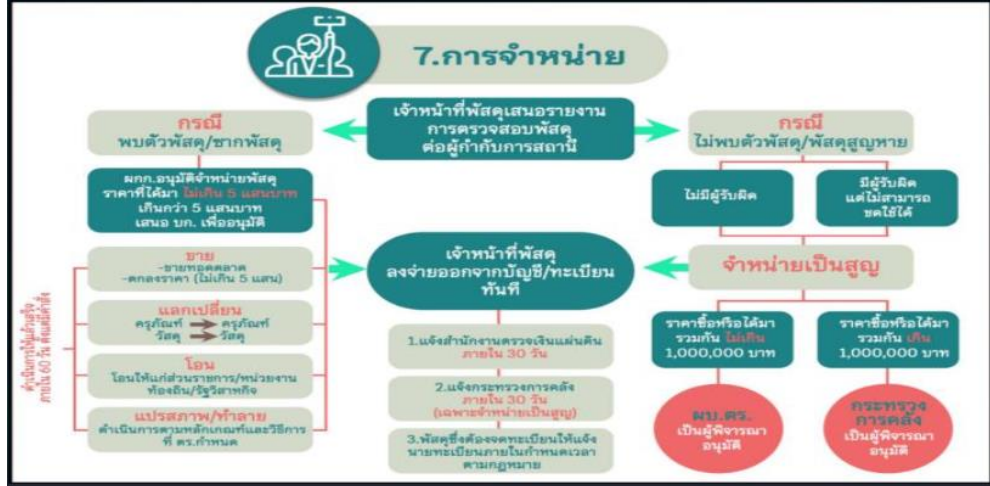 7.การจำหน่าย
เจ้าหน้าที่พัสดุเสนอรายงาน
การตรวจสอบพัสดุ
ต่อผู้กำกับการสถานี
กรณี
พบตัวพัสดุ/ซากพัสดุ
ผกก.อนุมัติจำหน่ายพัสดุ
ราคาที่ได้มา ไม่เกิน 5 แสนบาท
เกินกว่า 5 แสนบาท
เสนอ บก. เพื่ออนุมัติ
ดำเนินการให้แล้วเสร็จ
ภายใน 60 วัน ตั้งแต่มีคำสั่ง
ขาย
-ขายทอดตลาด
-ตกลงราคา (ไม่เกิน 5 แสน)
แลกเปลี่ยน
ครุภัณฑ์ ➔ ครุภัณฑ์
วัสดุ ➔ วัสดุ
โอน
โอนให้แก่ส่วนราชการ/หน่วยงาน
ท้องถิ่น/รัฐวิสาหกิจ
แปรสภาพ/ทำลาย
ดำเนินการตามหลักเกณฑ์และวิธีการ
ที่ ตร.กำหนด
เจ้าหน้าที่พัสดุ
ลงจ่ายออกจากบัญชี/ทะเบียน
ทันที
1.แจ้งสำนักงานตรวจเงินแผ่นดิน
ภายใน 30 วัน
2.แจ้งกระทรวงการคลัง
ภายใน 30 วัน
(เฉพาะจำหน่ายเป็นสูญ)
3.พัสดุซึ่งต้องจดทะเบียนให้แจ้ง
นายทะเบียนภายในกำหนดเวลา
ตามกฎหมาย
กรณี
ไม่พบตัวพัสดุ/พัสดุสูญหาย
ไม่มีผู้รับผิด
มีผู้รับผิด
แต่ไม่สามารถ
ชดใช้ได้
จำหน่ายเป็นสูญ
ราคาซื้อหรือได้มา
รวมกัน ไม่เกิน
1,000,000 บาท
ราคาซื้อหรือได้มา
รวมกัน เกิน
1,000,000 บาท
ผบ.ตร.
เป็นผู้พิจารณา
อนุมัติ
กระทรวง
การคลัง
เป็นผู้พิจารณา
อนุมัติ